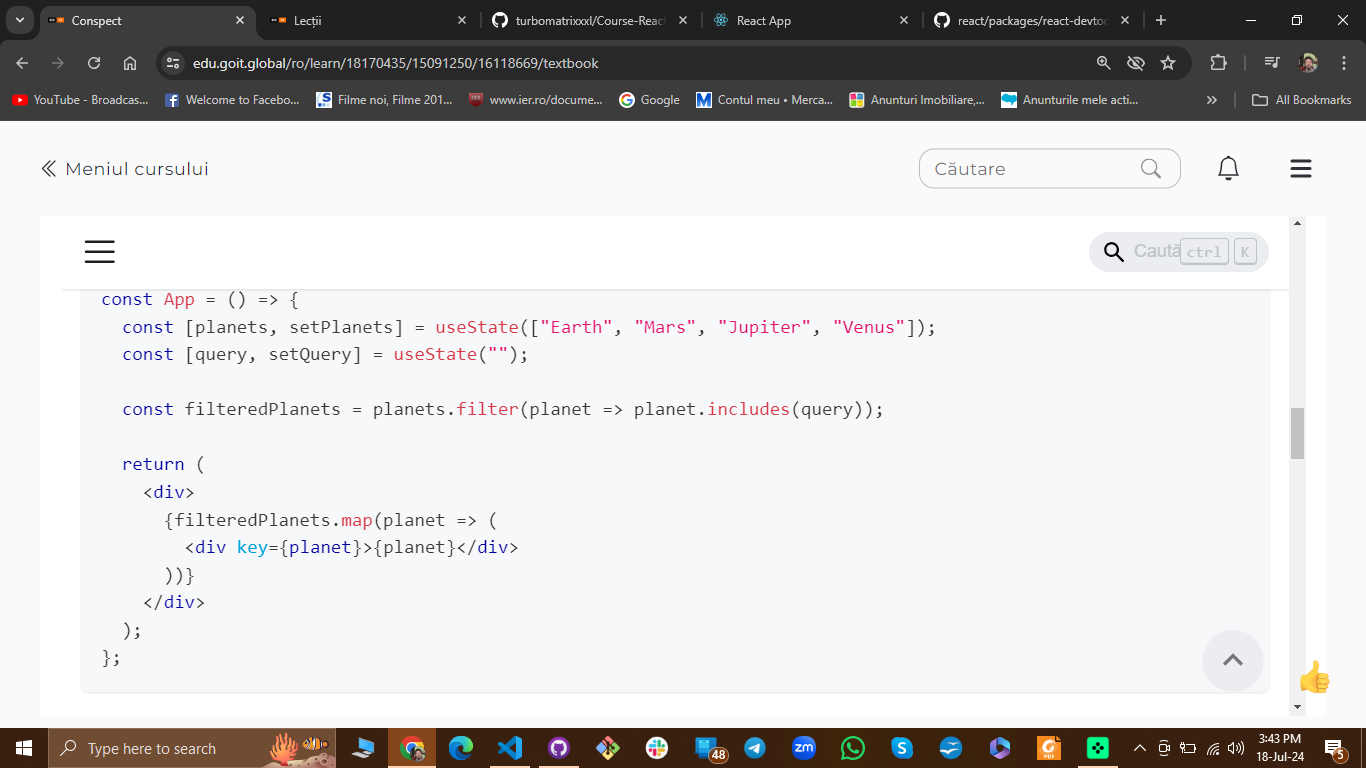 Conspect
Lecții
turbomatrixxxl/Course-Reac
React App
react/packages/react-devtoo
edu.goit.global/ro/learn/18170435/15091250/16118669/textbook
YouTube - Broadcas...
Welcome to Facebo...
Filme noi, Filme 201...
www.ier.ro/docume...
Google
Contul meu • Merca...
Anunturi Imobiliare,...
Anunturile mele acti...
»
All Bookmarks
Meniul cursului
Căutare
Caută ctrl K
const App = () => {
const [planets, setPlanets] = useState(["Earth", "Mars", "Jupiter", "Venus"]);
const [query, setQuery] = useState("");
const filteredPlanets = planets.filter(planet => planet.includes(query));
return (
<div>
{filteredPlanets.map(planet => (
<div key={planet}>{planet}</div>
))}
</div>
);
};
Type here to search
48
zm
3:43 PM
18-Jul-24
5